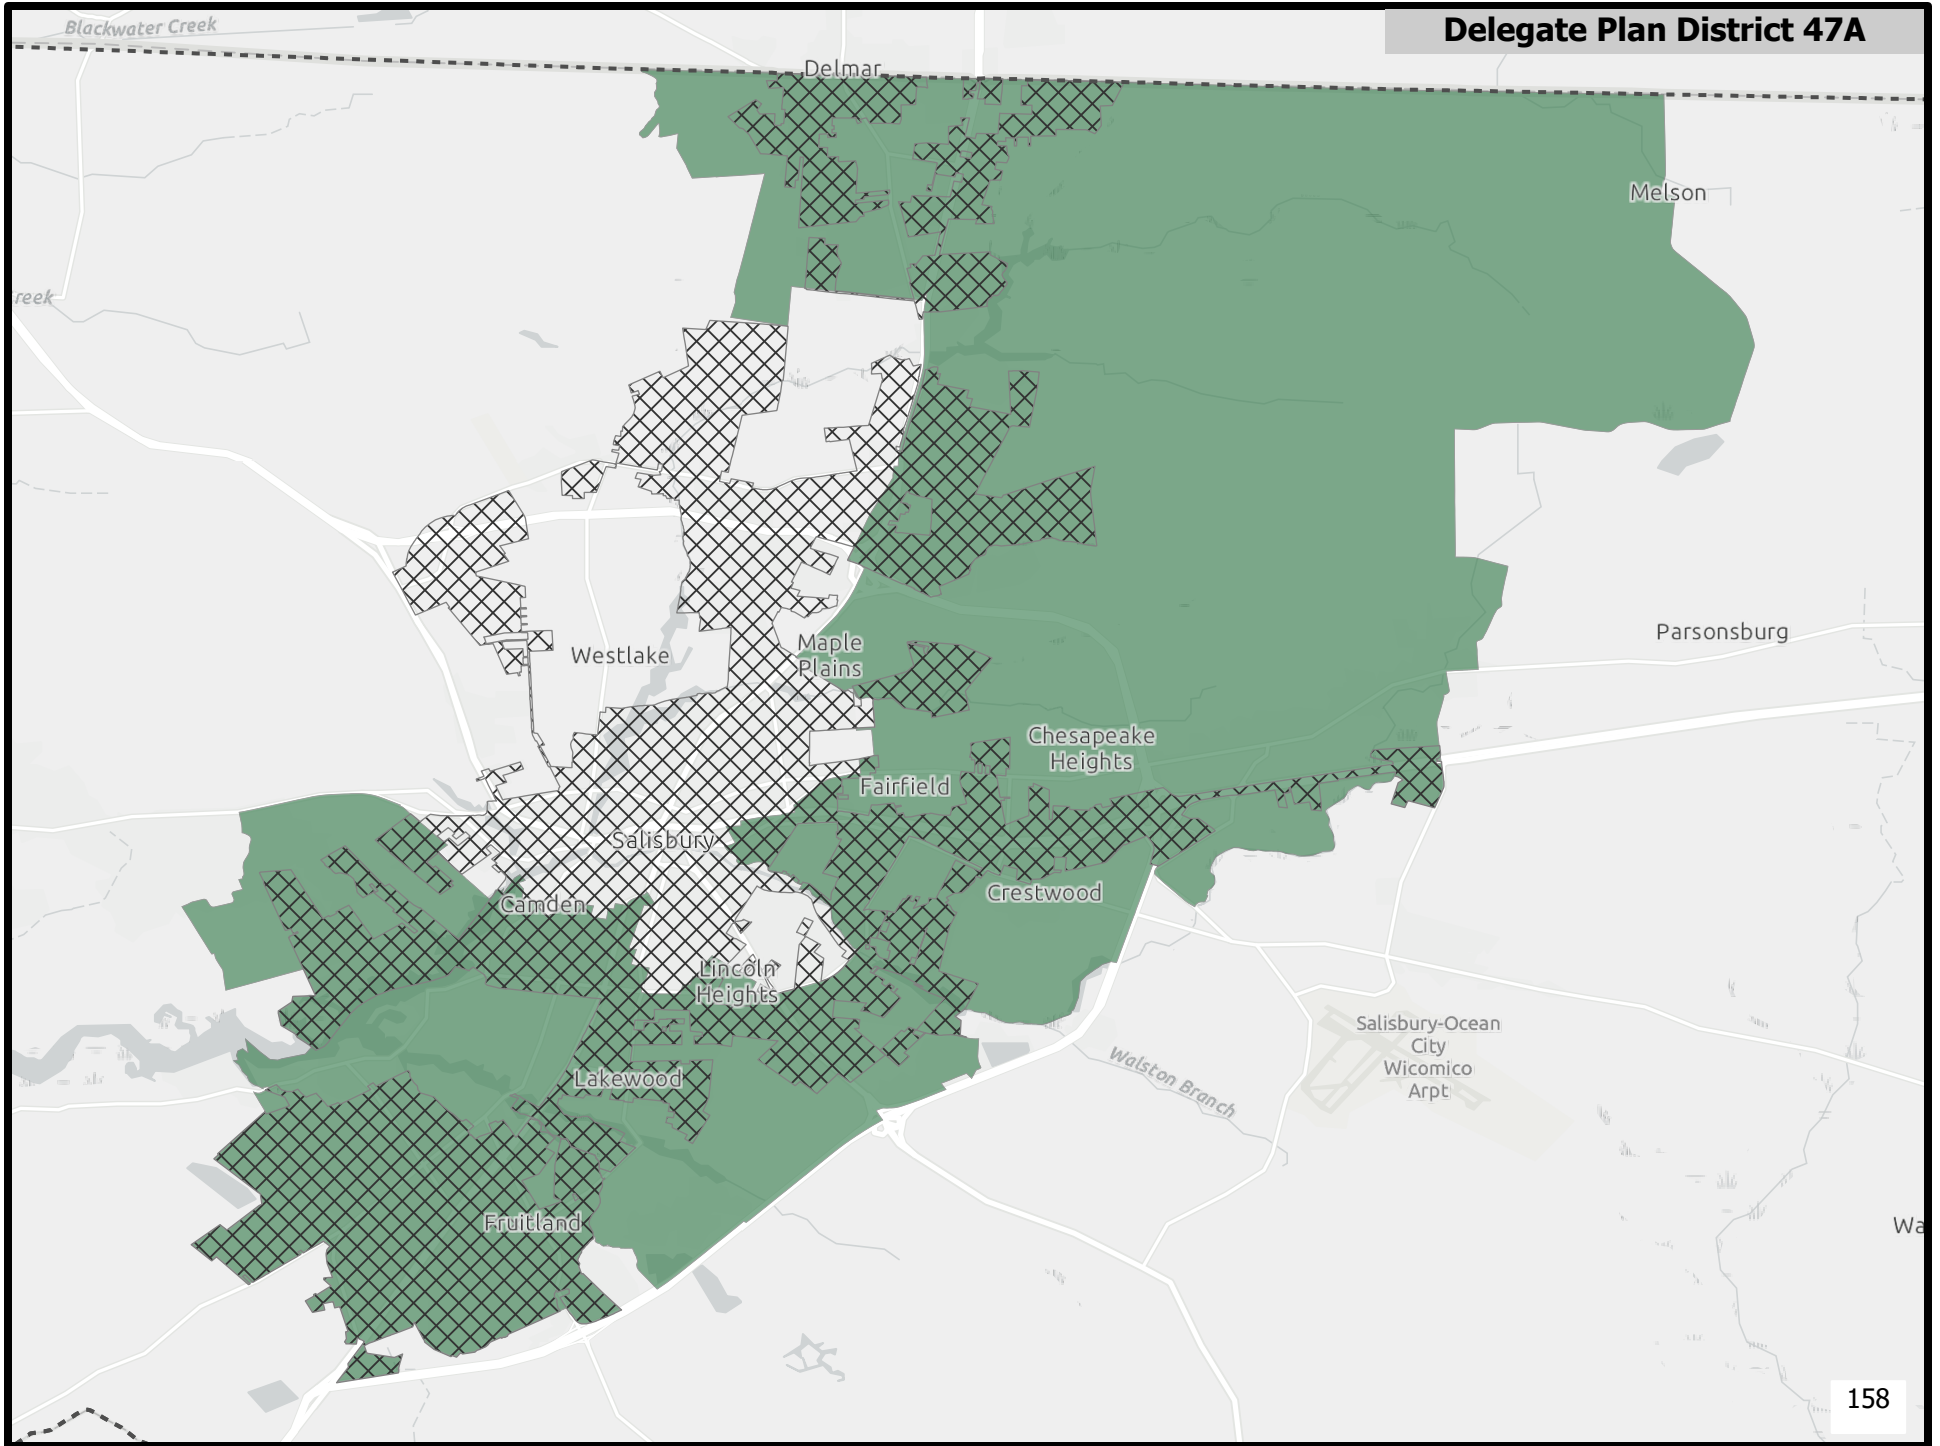 Delegate Plan District 47A
Blackwater Creek
Delmar
Melson
reek
Parsonsburg
Westlake
Maple
Plains
Chesapeake
Heights
Fairfield
Salisbury
Crestwood
Camden
Lincoln
Heights
Salisbury-Ocean
City
Wicomico
Arpt
Walston Branch
Lakewood
Fruitland
Wa
158